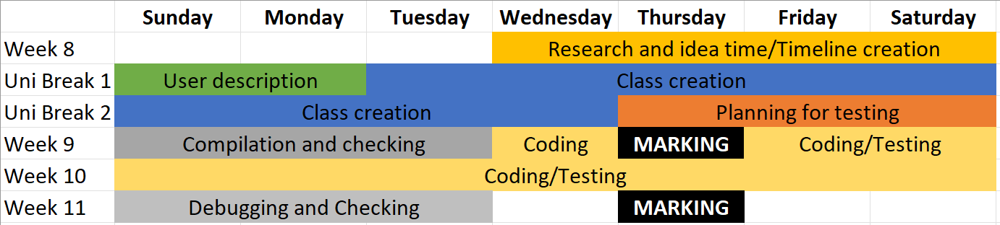 Sunday Monday Tuesday Wednesday Thursday Friday Saturday
Week 8 Research and idea time/Timeline creation
Uni Break 1 User description Class creation
Uni Break 2 Class creation Planning for testing
Week 9 Compilation and checking Coding MARKING Coding/Testing
Week 10 Coding/Testing
Week 11 Debugging and Checking MARKING